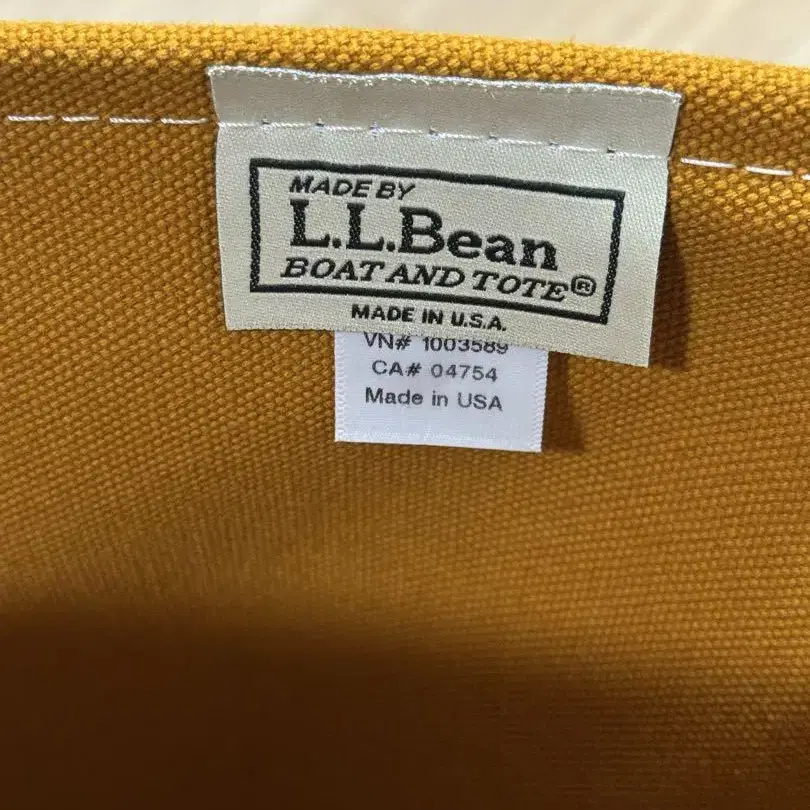 MADE BY
L.L.Bean
BOAT AND TOTE®
MADE IN U.S.A.
VN# 1003589
CA# 04754
Made in USA